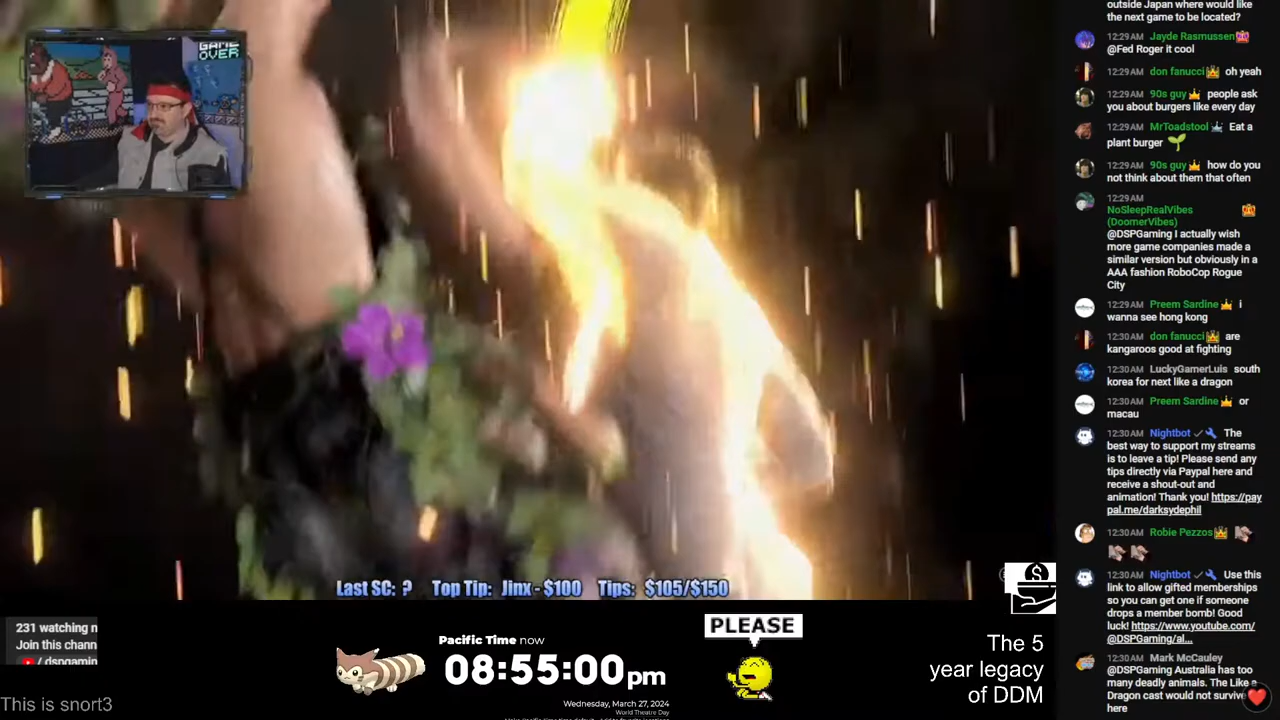 GAME
OVER
outside Japan where would like
the next game to be located?
12:29AM Jayde Rasmussen
@Fed Roger it cool
12:29AM don fanucci oh yeah
12:29AM 90s guy people ask
you about burgers like every day
12:29AM MrToadstool Eat a
plant burger
12:29AM 90s guy how do you
not think about them that often
12:29AM
NoSleepRealVibes
(DoomerVibes)
@DSPGaming I actually wish
more game companies made a
similar version but obviously in a
AAA fashion RoboCop Rogue
City
12:29AM Preem Sardine i
wanna see hong kong
12:30AM don fanucci are
kangaroos good at fighting
12:30AM LuckyGamerLuis south
korea for next like a dragon
12:30AM Preem Sardine or
macau
12:30AM Nightbot The
best way to support my streams
is to leave a tip! Please send any
tips directly via Paypal here and
receive a shout-out and
animation! Thank you! https://pay
pal.me/darksydephil
12:30AM Robie Pezzos
12:30AM Nightbot Use this
link to allow gifted memberships
so you can get one if someone
drops a member bomb! Good
luck! https://www.youtube.com/
@DSPGaming/al...
12:30AM Mark McCauley
@DSPGaming Australia has too
many deadly animals. The Like a
Dragon cast would not survive
here
Last SC: ? Top Tip: Jinx - $100 Tips: $105/$150
231 watching n
Join this chann
/ dspgamin
This is snort3
Pacific Time now
08:55:00pm
Wednesday, March 27, 2024
World Theatre Day
PLEASE
The 5
year legacy
of DDM